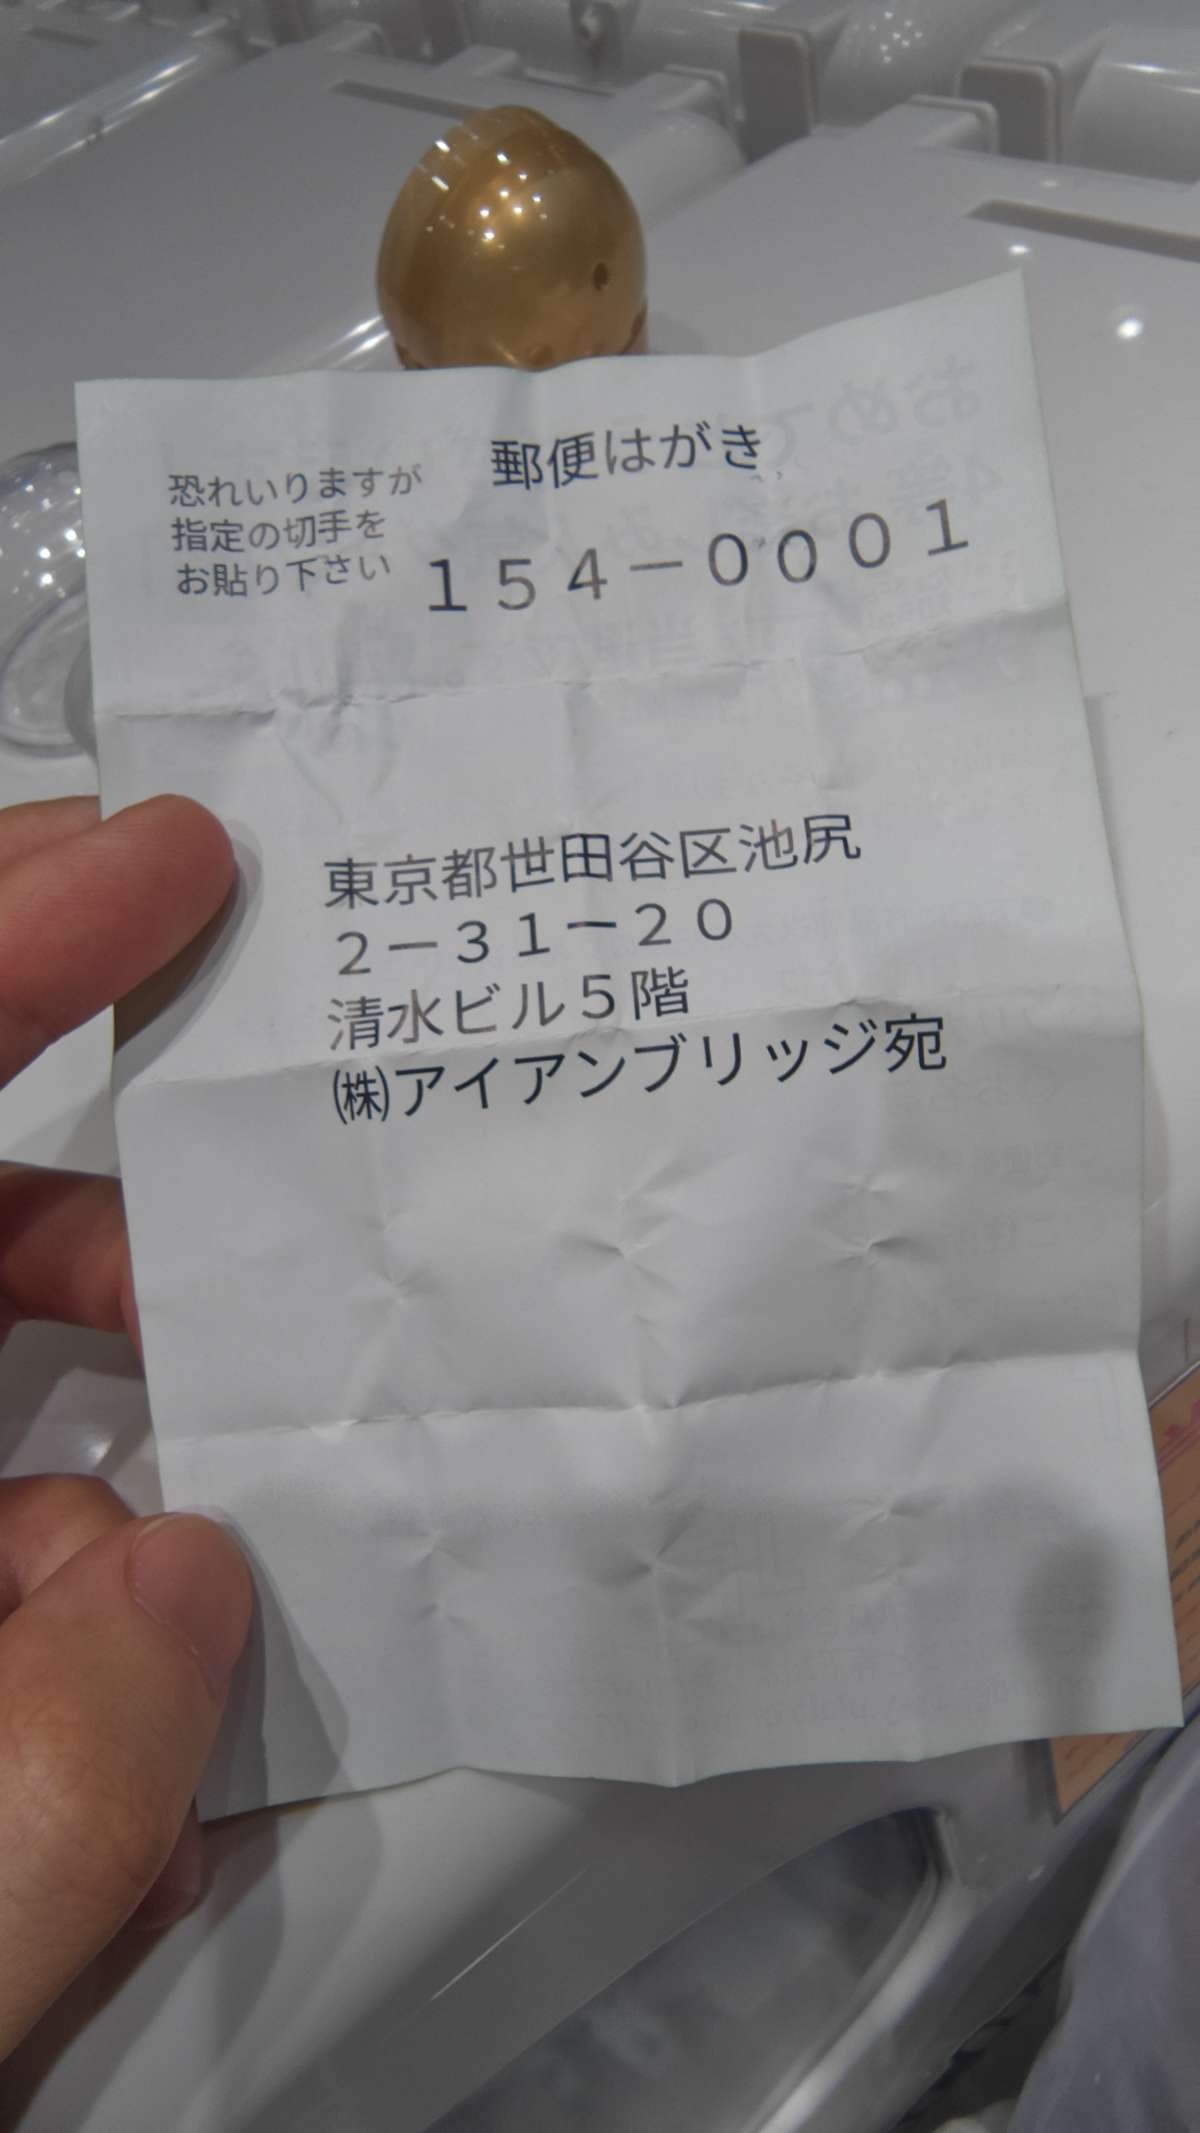 郵便はがき
恐れいりますが
指定の切手を
お貼り下さい
154-0001
東京都世田谷区池尻
2-31-20
清水ビル5階
㈱アイアンブリッジ宛